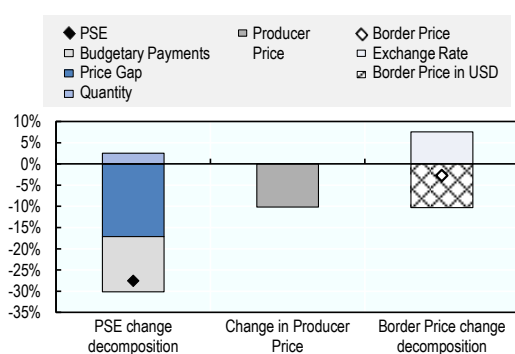 PSE
Budgetary Payments
Price Gap
Quantity
Producer
Price
Border Price
Exchange Rate
Border Price in USD
10%
5%
0%
-5%
-10%
-15%
-20%
-25%
-30%
-35%
PSE change
decomposition
Change in Producer
Price
Border Price change
decomposition